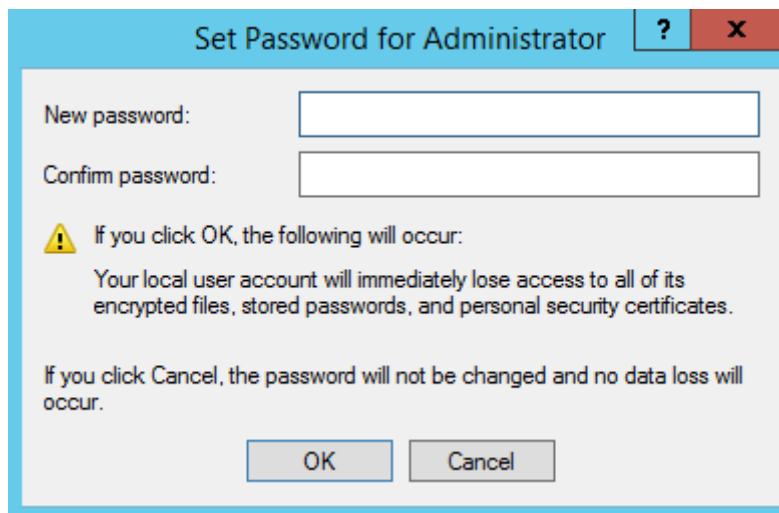 Set Password for Administrator ? x
New password:
Confirm password:
If you click OK, the following will occur:
Your local user account will immediately lose access to all of its
encrypted files, stored passwords, and personal security certificates.
If you click Cancel, the password will not be changed and no data loss will
occur.
OK Cancel